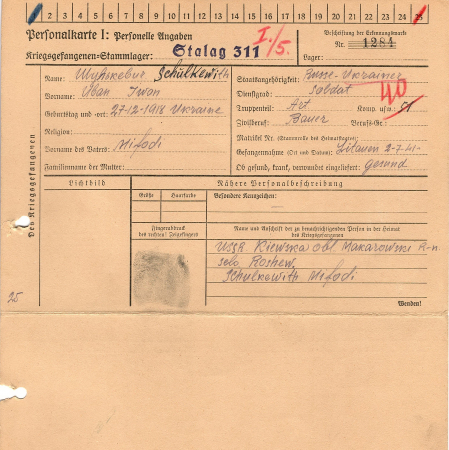 1 2 3 4 5 6 7 8 9 10 11 12 13 14 15 16 17 18 19 20 21 22 23 24 25
Personalkarte I: Personelle Angaben
I./5.
Beschriftung der Erkennungsmarke
Nr. 1284
Kriegsgefangenen-Stammlager: Stalag 311
Lager:
Des Kriegsgefangenen
Name: Шулькевич Schulkewith
Vorname: Иван Iwan
Geburtstag und -ort: 27-12-1918 Ukraine
Religion:
Vorname des Vaters: Mifodi
Familienname der Mutter:
Staatsangehörigkeit: Russe-Ukrainer
Dienstgrad: Soldat
40
Truppenteil: Art Komp. usw.:
Zivilberuf: Bauer Berufs-Gr.:
Matrikel Nr. (Stammrolle des Heimatstaates)
Gefangennahme (Ort und Datum): Litauen 2-7-41-
Ob gesund, krank, verwundet eingeliefert: gesund
Lichtbild
Nähere Personalbeschreibung
Größe
Haarfarbe
Besondere Kennzeichen:
Fingerabdruck
des rechten! Zeigefingers
Name und Anschrift der zu benachrichtigenden Person in der Heimat
des Kriegsgefangenen
Kiewska obl Makarowski R-n
selo Roshew
Schulkewith Mifodi
25
Wenden!